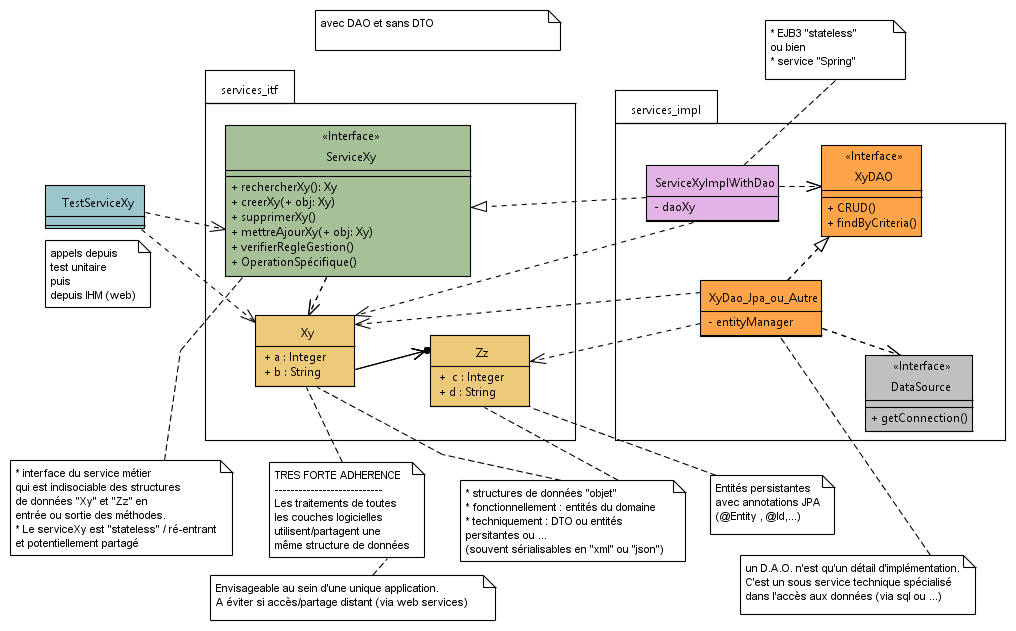 avec DAO et sans DTO
* EJB3 "stateless"
ou bien
* service "Spring"
services_itf
services_impl
«Interface»
ServiceXy
+ rechercherXy(): Xy
+ creerXy(+ obj: Xy)
+ supprimerXy()
+ mettreAjourXy(+ obj: Xy)
+ verifierRegleGestion()
+ OperationSpécifique()
TestServiceXy
appels depuis
test unitaire
puis
depuis IHM (web)
ServiceXyImplWithDao
- daoXy
«Interface»
XyDAO
+ CRUD()
+ findByCriteria()
XyDao_Jpa_ou_Autre
- entityManager
Xy
+ a : Integer
+ b : String
Zz
+ c : Integer
+ d : String
«Interface»
DataSource
+ getConnection()
* interface du service métier
qui est indisociable des structures
de données "Xy" et "Zz" en
entrée ou sortie des méthodes.
* Le serviceXy est "stateless" / ré-entrant
et potentiellement partagé
TRES FORTE ADHERENCE
---------------------------
Les traitements de toutes
les couches logicielles
utilisent/partagent une
même structure de données
* structures de données "objet"
* fonctionnellement : entités du domaine
* techniquement : DTO ou entités
persitantes ou ...
(souvent sérialisables en "xml" ou "json")
Entités persistantes
avec annotations JPA
(@Entity , @Id,...)
Envisageable au sein d'une unique application.
A éviter si accès/partage distant (via web services)
un D.A.O. n'est qu'un détail d'implémentation.
C'est un sous service technique spécialisé
dans l'accès aux données (via sql ou ...)